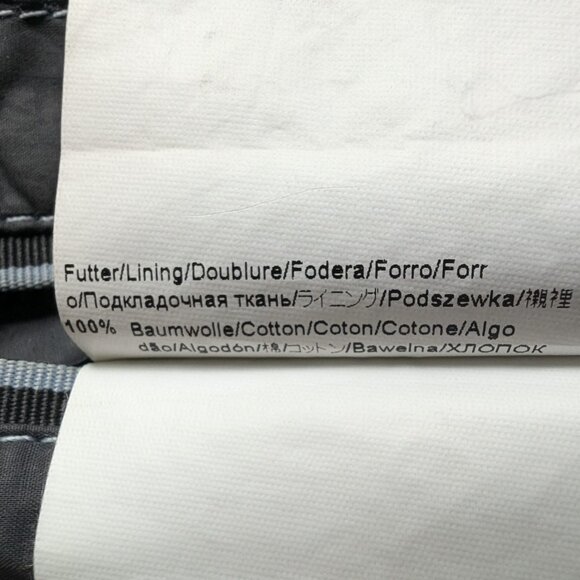 Futter/Lining/Doublure/Fodera/Forro/Forr
o/Подкладочная ткань/ライニング/Podszewka/襯裡
100% Baumwolle/Cotton/Coton/Cotone/Algo
dão/Algodón/棉/コットン/Bawełna/ХЛОПОК